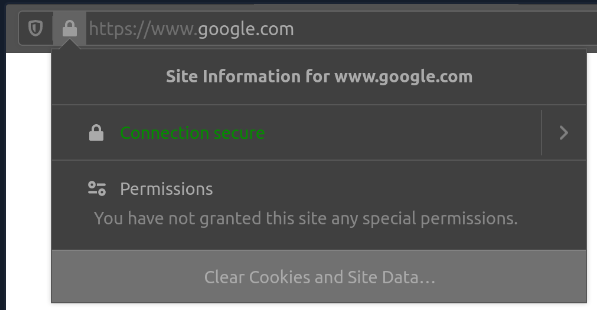 https://www.google.com
Site Information for www.google.com
Connection secure
Permissions
You have not granted this site any special permissions.
Clear Cookies and Site Data…